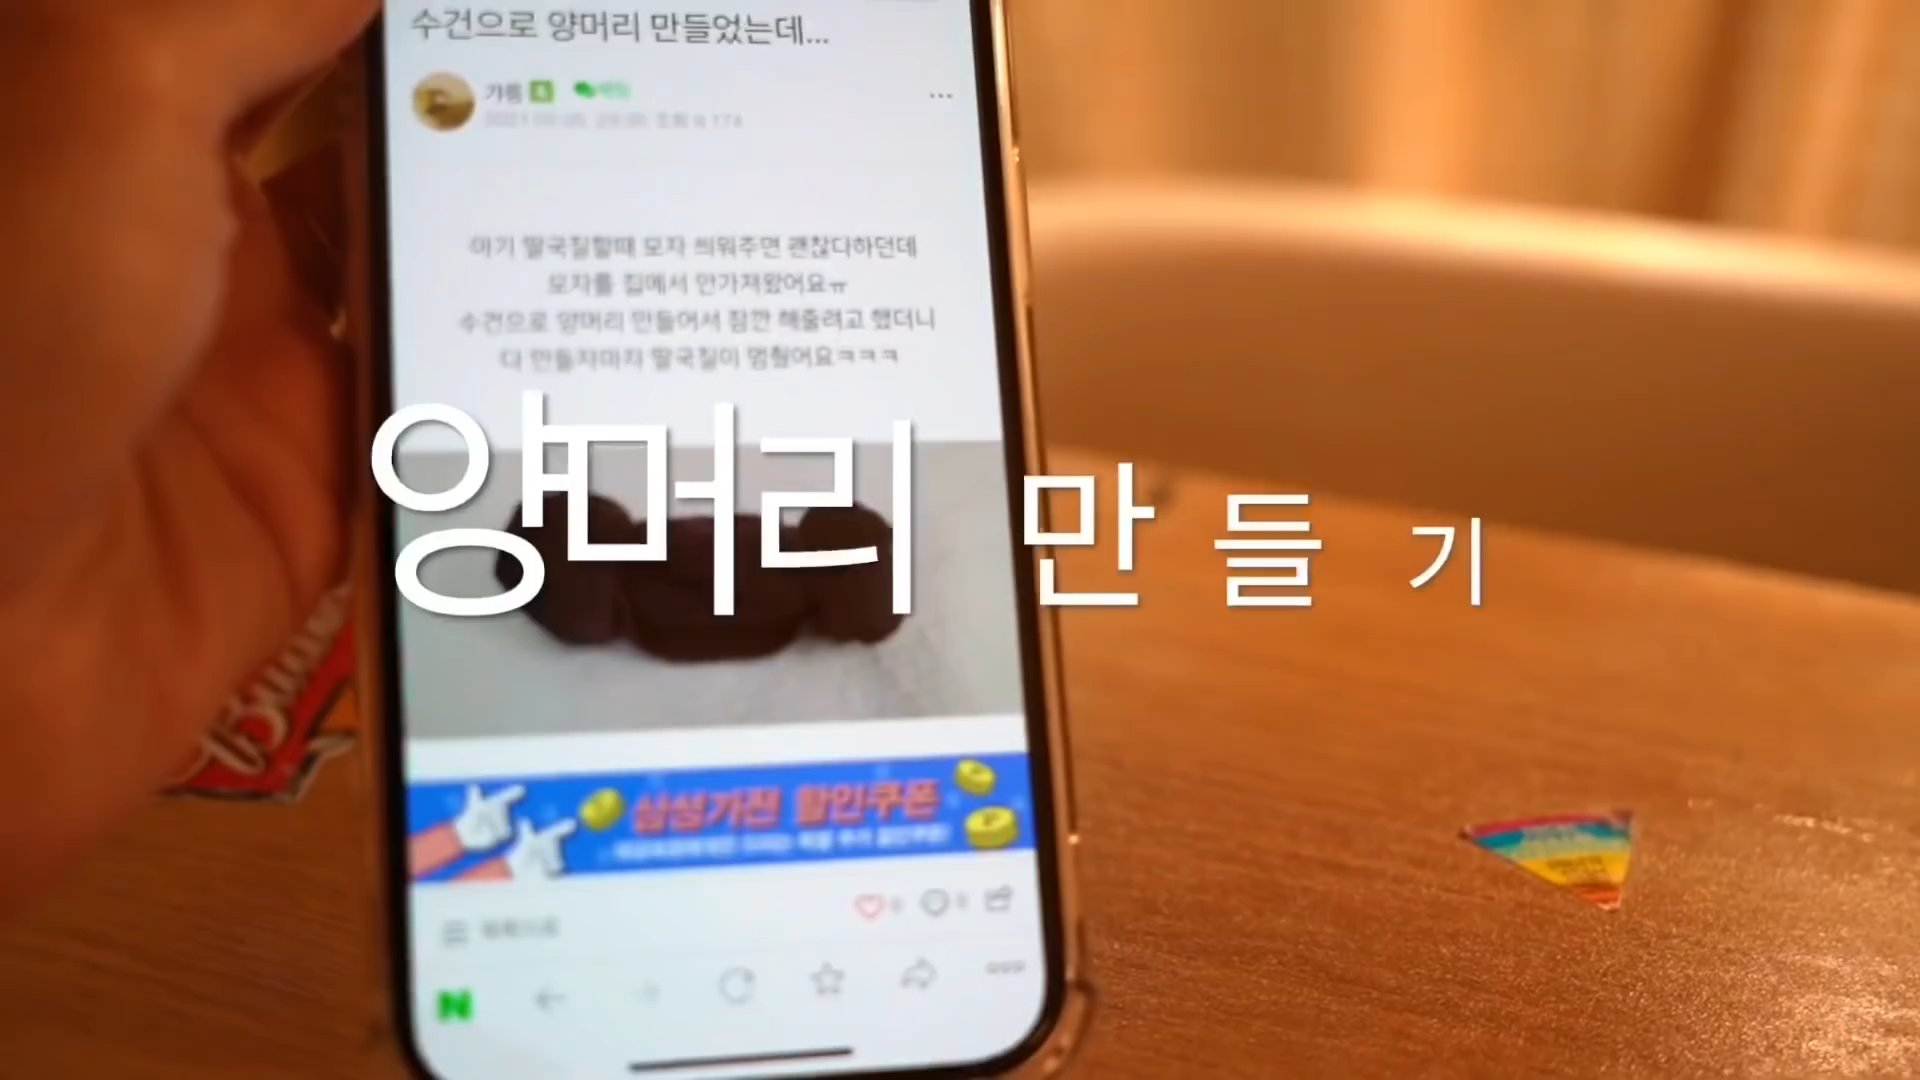 수건으로 양머리 만들었는데...
갸름
아기 딸국질할때 모자 씌워주면 괜찮다하던데
모자를 집에서 안가져왔어요ㅠ
수건으로 양머리 만들어서 잠깐 해줄려고 했더니
다 만들자마자 딸국질이 멈췄어요ㅋㅋㅋ
양머리 만들기
삼성가전 할인쿠폰
N